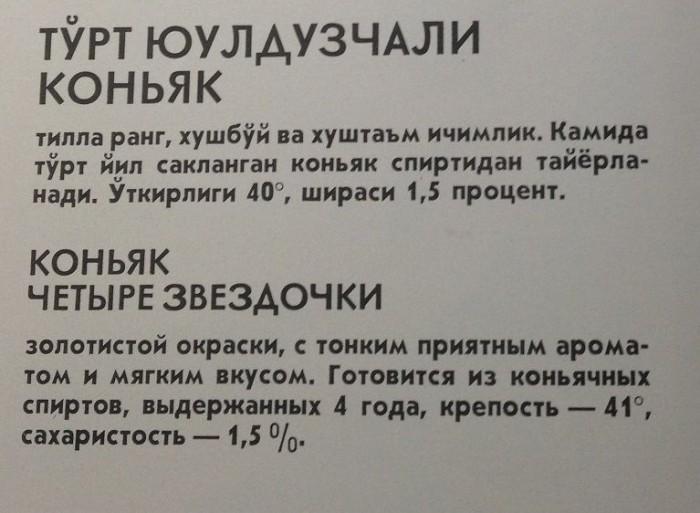 ТЎРТ ЮУЛДУЗЧАЛИ
КОНЬЯК
тилла ранг, хушбўй ва хуштаъм ичимлик. Камида
тўрт йил сакланган коньяк спиртидан тайёрла-
нади. Ўткирлиги 40°, шираси 1,5 процент.
КОНЬЯК
ЧЕТЫРЕ ЗВЕЗДОЧКИ
золотистой окраски, с тонким приятным арома-
том и мягким вкусом. Готовится из коньячных
спиртов, выдержанных 4 года, крепость — 41°,
сахаристость — 1,5 %.